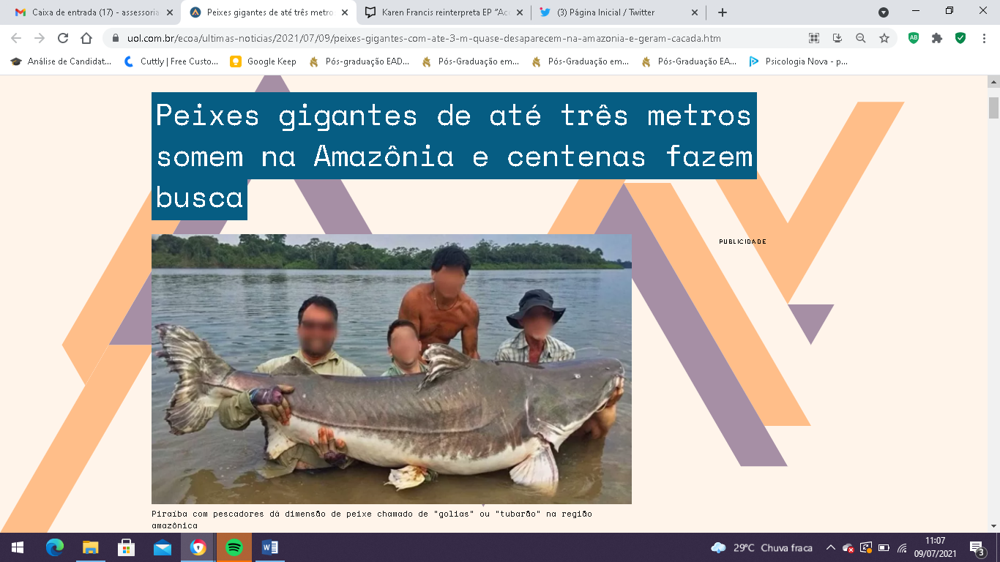 Caixa de entrada (17) - assessoria
Peixes gigantes de até três metro
Karen Francis reinterpreta EP "Ac
(3) Página Inicial / Twitter
uol.com.br/ecoa/ultimas-noticias/2021/07/09/peixes-gigantes-com-ate-3-m-quase-desaparecem-na-amazonia-e-geram-cacada.htm
AB
Análise de Candidat...
Cuttly | Free Custo...
Google Keep
Pós-graduação EAD...
Pós-Graduação em...
Pós-Graduação em...
Pós-Graduação EA...
Psicologia Nova - p...
Peixes gigantes de até três metros
somem na Amazônia e centenas fazem
busca
PUBLICIDADE
Piraíba com pescadores dá dimensão de peixe chamado de "golias" ou "tubarão" na região
amazônica
29°C Chuva fraca
11:07
09/07/2021
3